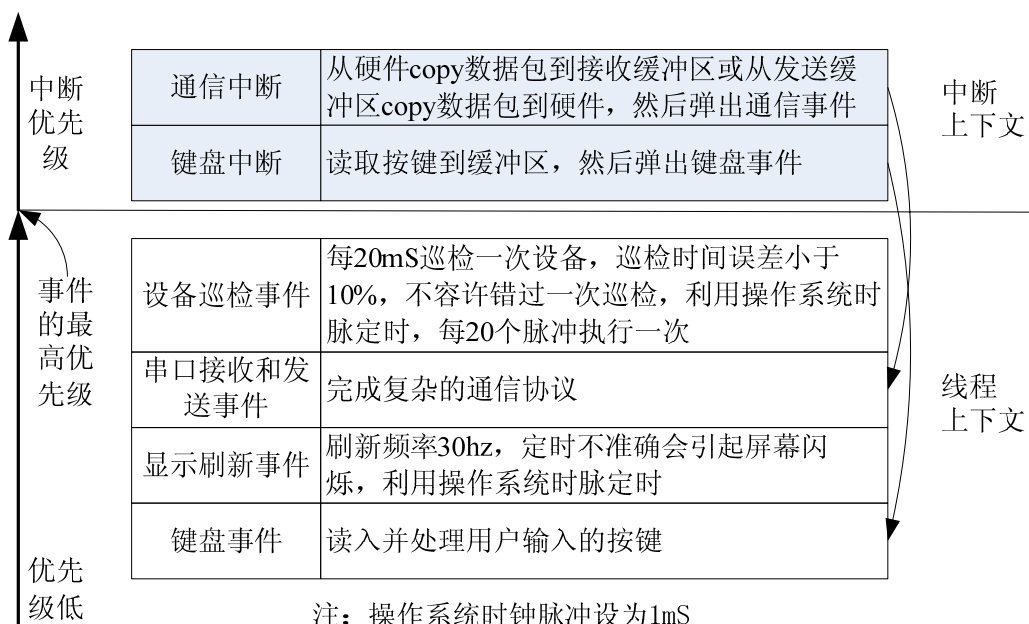 中断
优先
级
通信中断
从硬件copy数据包到接收缓冲区或从发送缓
冲区copy数据包到硬件，然后弹出通信事件
键盘中断
读取按键到缓冲区，然后弹出键盘事件
中断
上下文
事件
的最
高优
先级
设备巡检事件
每20mS巡检一次设备，巡检时间误差小于
10%，不容许错过一次巡检，利用操作系统时
脉定时，每20个脉冲执行一次
串口接收和发
送事件
完成复杂的通信协议
显示刷新事件
刷新频率30hz，定时不准确会引起屏幕闪
烁，利用操作系统时脉定时
键盘事件
读入并处理用户输入的按键
线程
上下文
优先
级低
注：操作系统时钟脉冲设为1mS